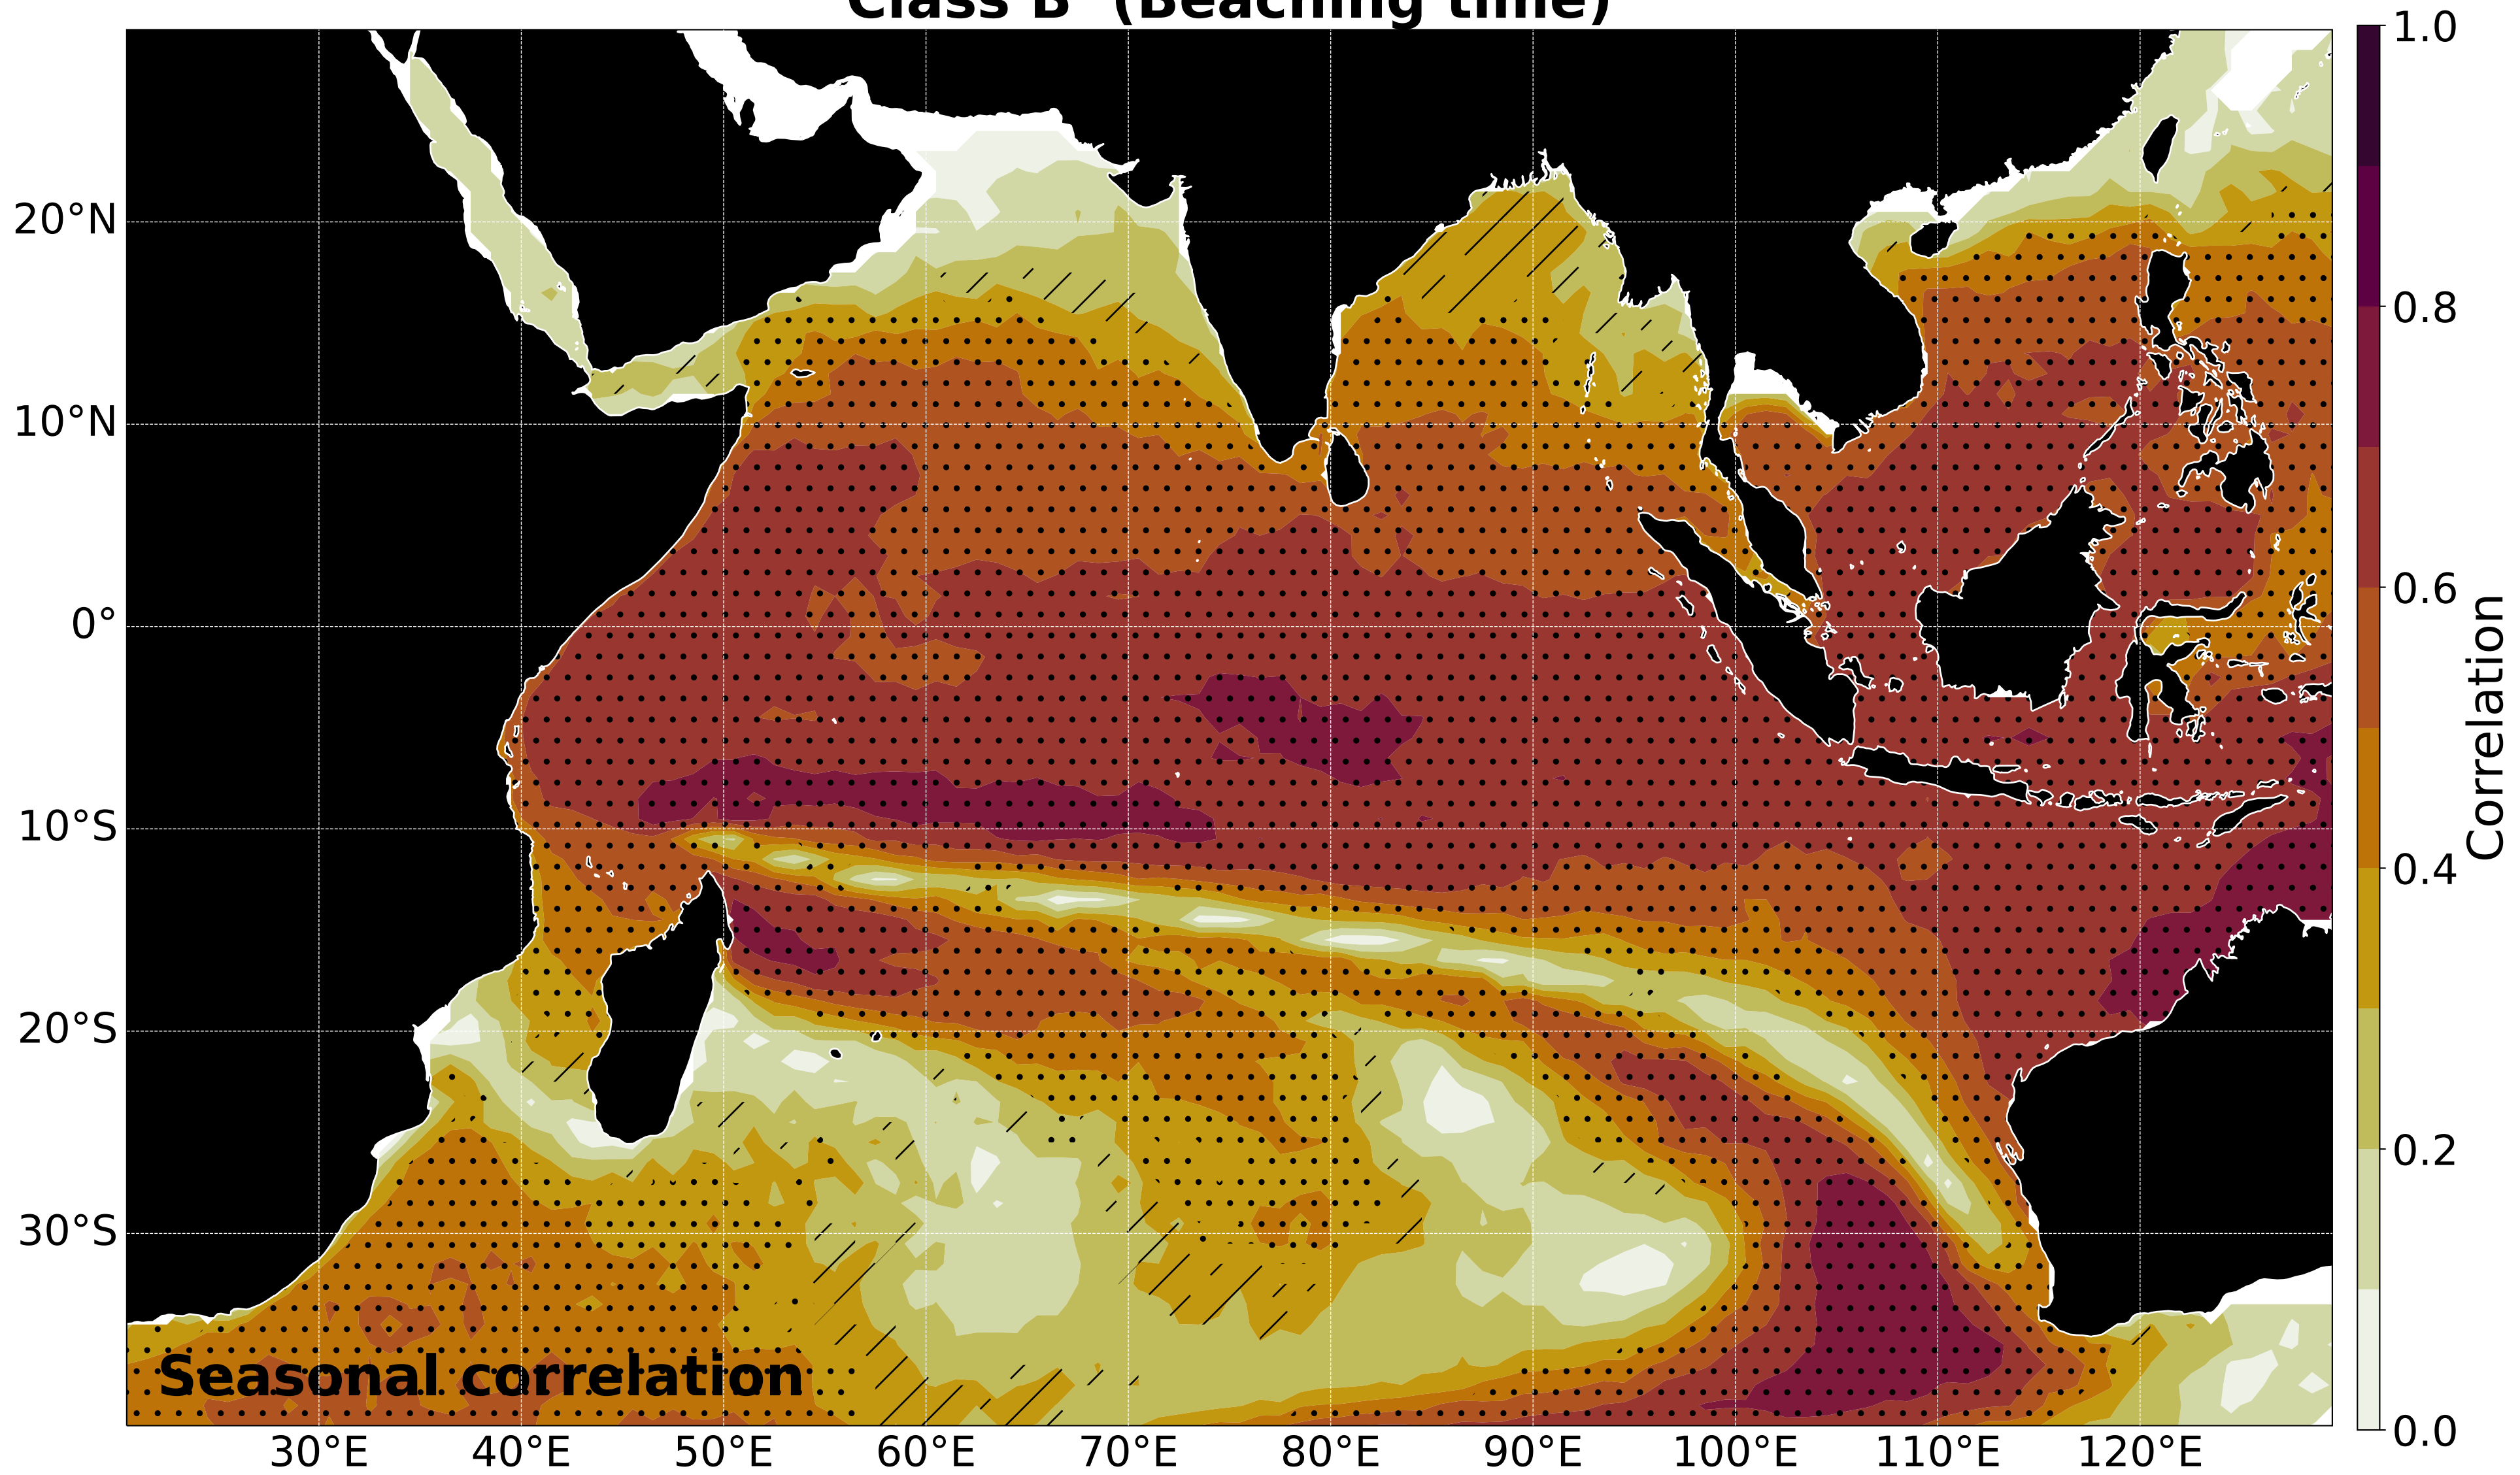 Class B (Beaching time)
1.0
20°N
0.8
10°N
0.6
0°
Correlation
10°S
0.4
20°S
0.2
30°S
Seasonal correlation
0.0
30°E 40°E 50°E 60°E 70°E 80°E 90°E 100°E 110°E 120°E